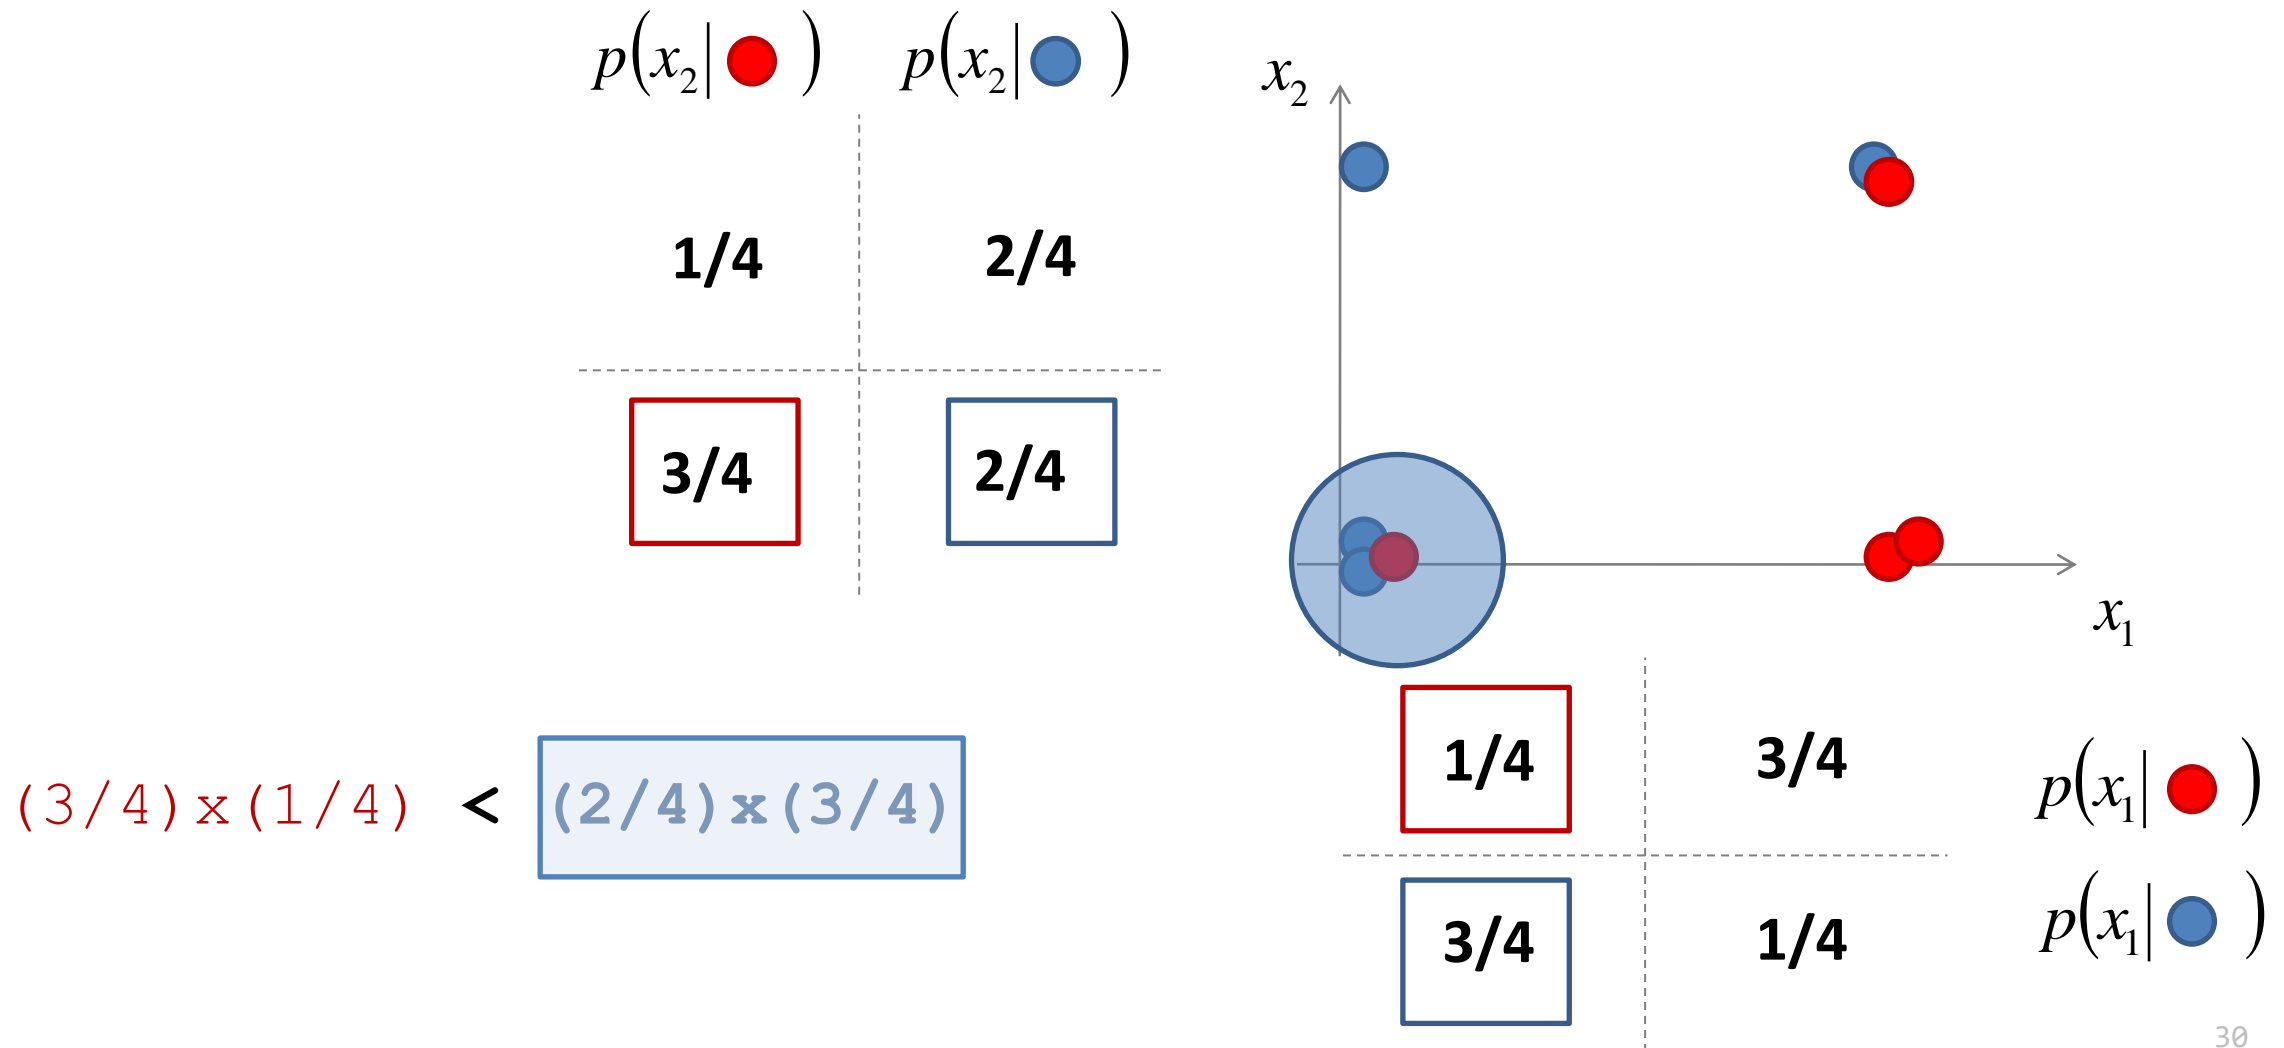 p(x₂| ) p(x₂| )
x₂
1/4 2/4
3/4 2/4
x₁
(3/4)x(1/4) < (2/4)x(3/4)
1/4 3/4
p(x₁| )
3/4 1/4
p(x₁| )
30